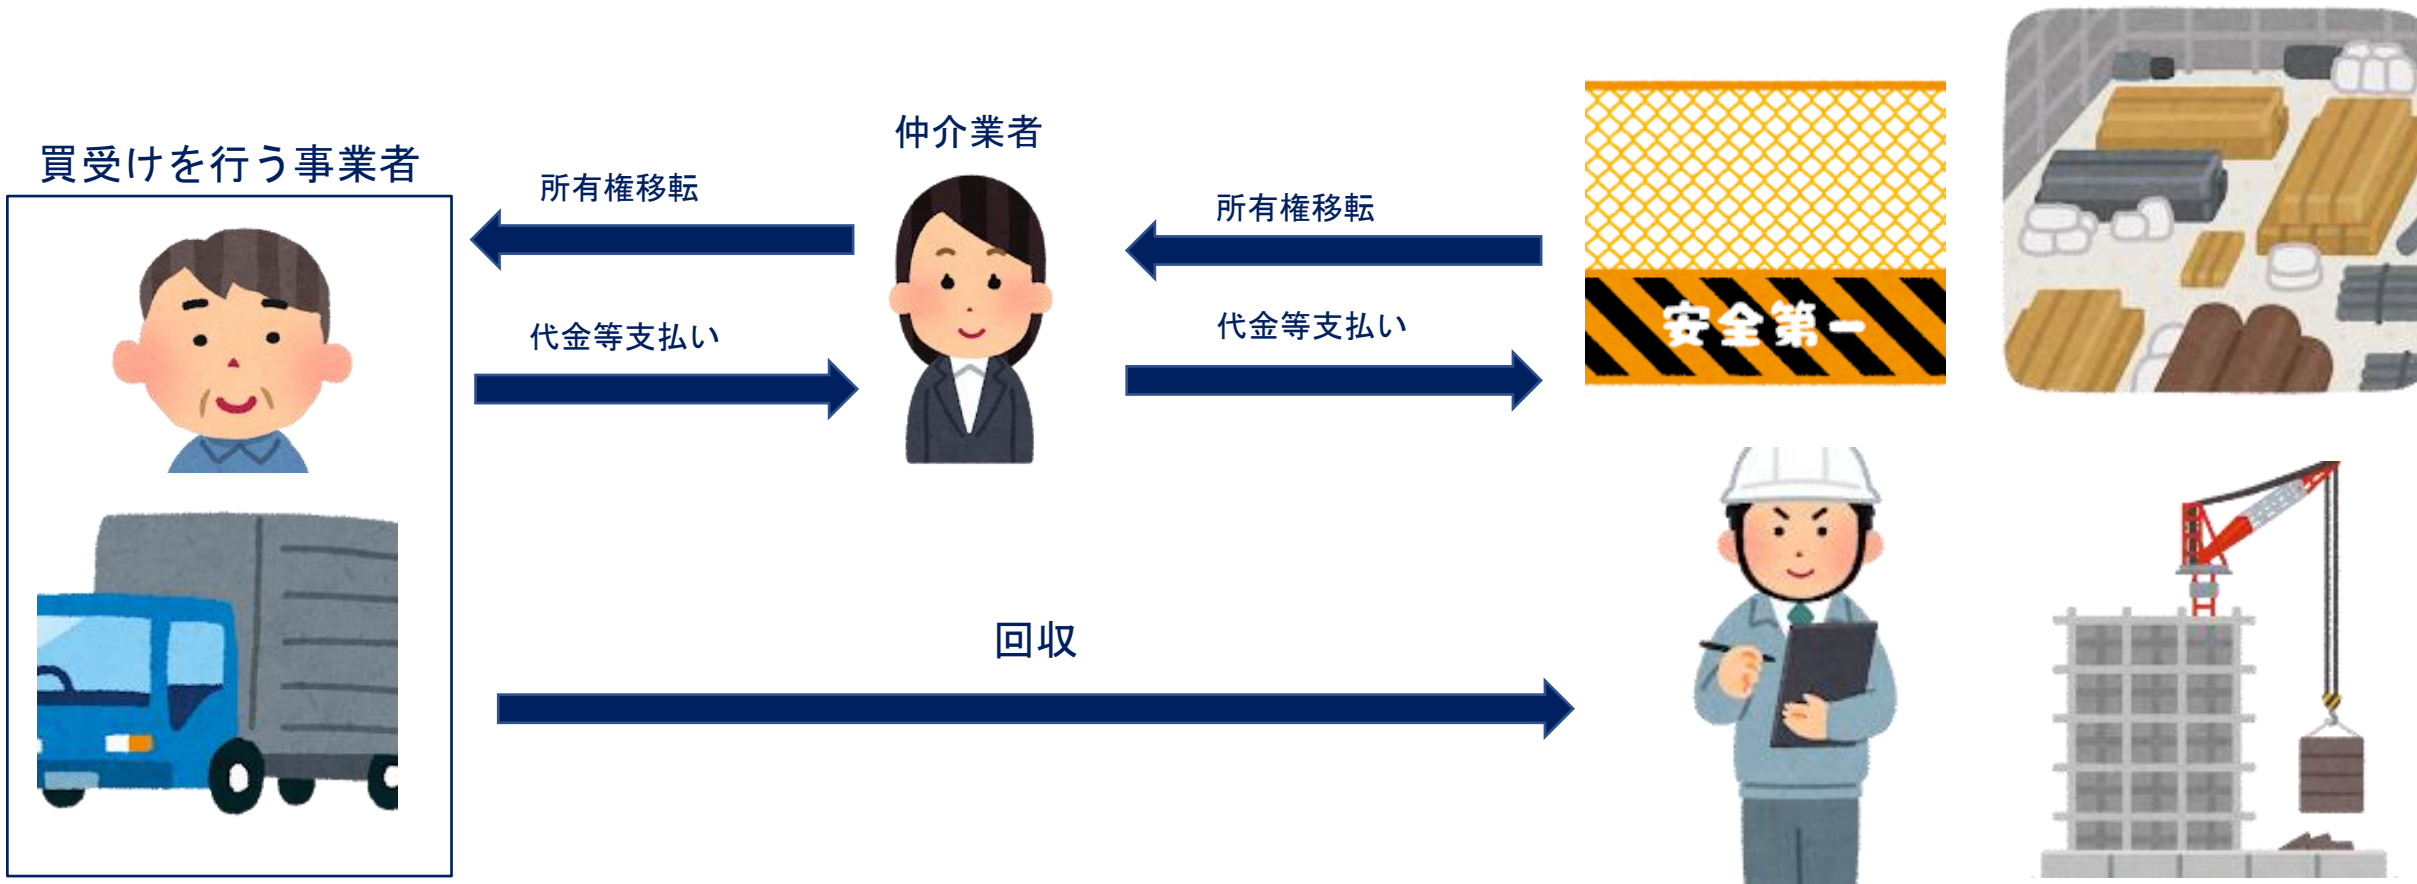 買受けを行う事業者
仲介業者
所有権移転
所有権移転
代金等支払い
代金等支払い
安全第一
回収